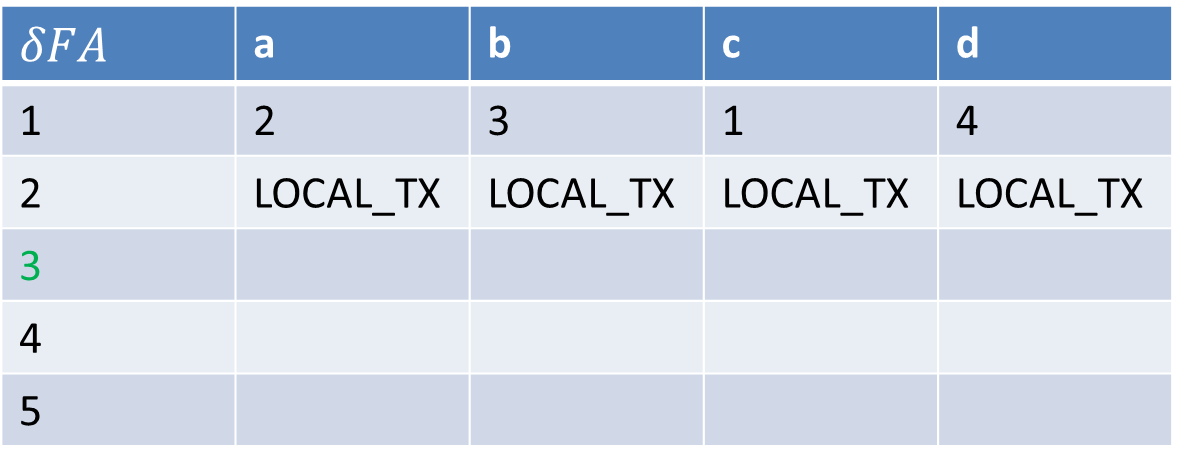 δFA a b c d
1 2 3 1 4
2 LOCAL_TX LOCAL_TX LOCAL_TX LOCAL_TX
3
4
5